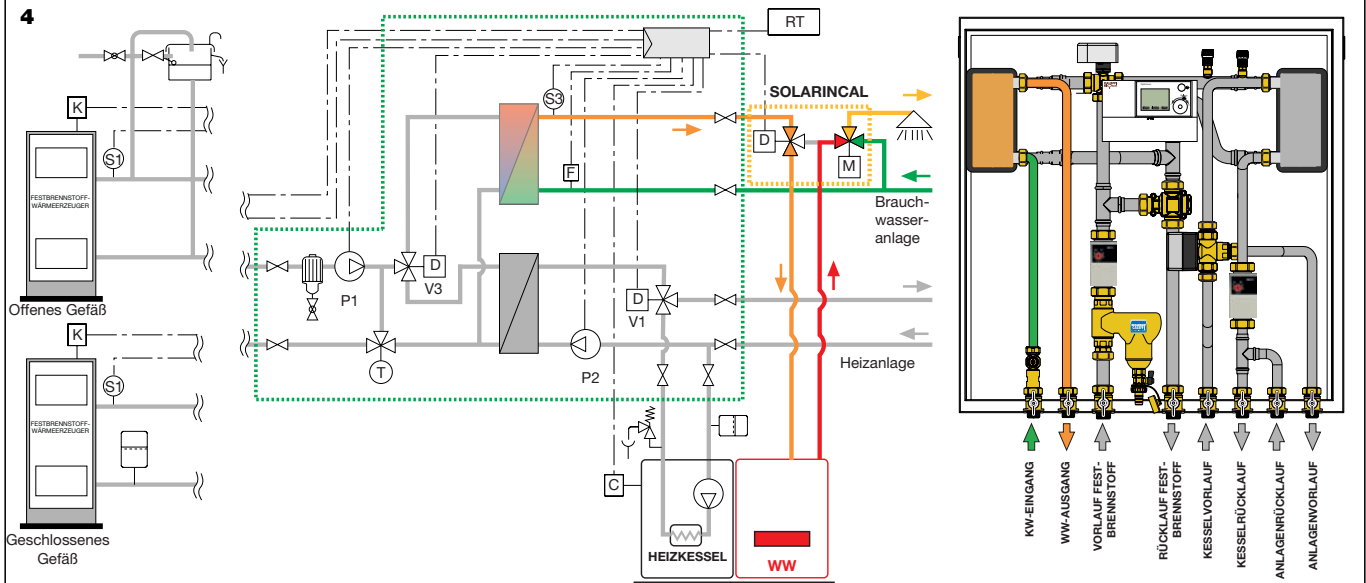 4
RT
K
SOLARINCAL
S3
S1
D
M
FESTBRENNSTOFF-
WÄRMEERZEUGER
F
Brauch-
wasser-
anlage
D
P1
V3
D
V1
Offenes Gefäß
K
T
P2
Heizanlage
S1
FESTBRENNSTOFF-
WÄRMEERZEUGER
C
HEIZKESSEL
WW
Geschlossenes
Gefäß
KW-EINGANG
WW-AUSGANG
VORLAUF FEST-
BRENNSTOFF
RÜCKLAUF FEST-
BRENNSTOFF
KESSELVORLAUF
KESSELRÜCKLAUF
ANLAGENRÜCKLAUF
ANLAGENVORLAUF